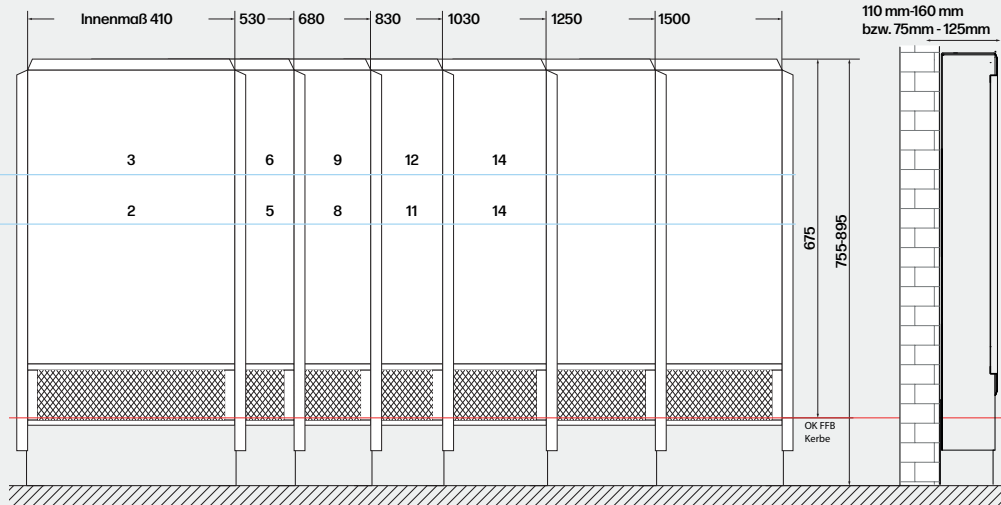 Innenmaß 410 530 680 830 1030 1250 1500
110 mm-160 mm
bzw. 75mm - 125mm
3 6 9 12 14
2 5 8 11 14
675
755-895
OK FFB
Kerbe